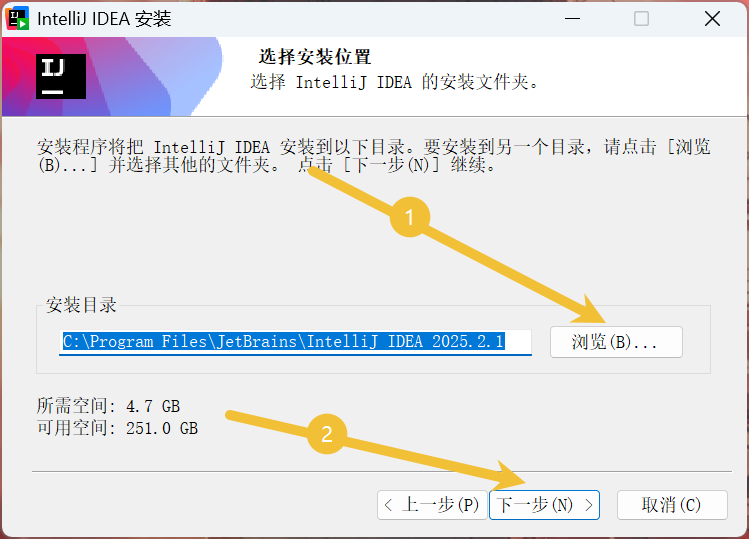 IntelliJ IDEA 安装
IJ
选择安装位置
选择 IntelliJ IDEA 的安装文件夹。
安装程序将把 IntelliJ IDEA 安装到以下目录。要安装到另一个目录，请点击 [浏览
(B)...] 并选择其他的文件夹。 点击 [下一步(N)] 继续。
1
安装目录
C:\Program Files\JetBrains\IntelliJ IDEA 2025.2.1
浏览(B)...
所需空间: 4.7 GB
可用空间: 251.0 GB
2
< 上一步(P)
下一步(N) >
取消(C)